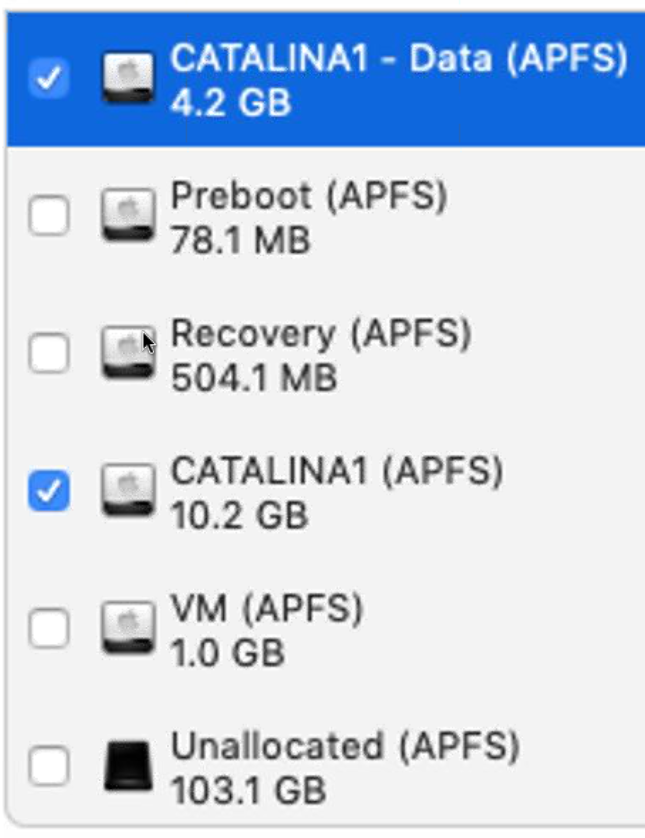 CATALINA1 - Data (APFS)
4.2 GB
Preboot (APFS)
78.1 MB
Recovery (APFS)
504.1 MB
CATALINA1 (APFS)
10.2 GB
VM (APFS)
1.0 GB
Unallocated (APFS)
103.1 GB